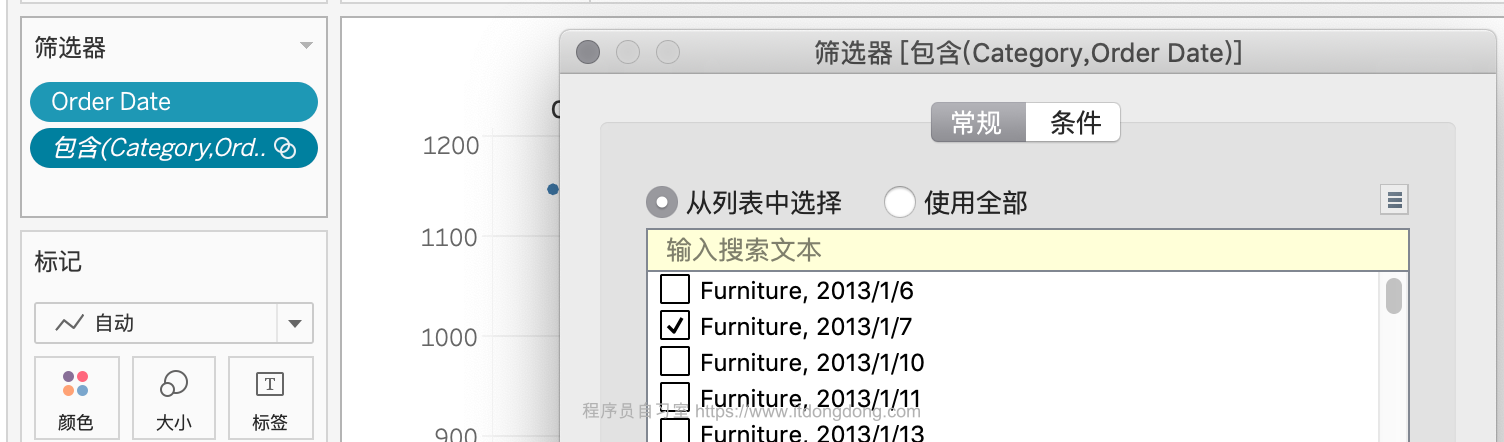 筛选器
Order Date
包含(Category,Ord..
标记
自动
颜色
大小
标签
T
1200
1100
1000
900
筛选器 [包含(Category,Order Date)]
常规
条件
从列表中选择
使用全部
输入搜索文本
Furniture, 2013/1/6
Furniture, 2013/1/7
Furniture, 2013/1/10
Furniture, 2013/1/11
Furniture, 2013/1/13
程序员自习室 https://www.itdongdong.com